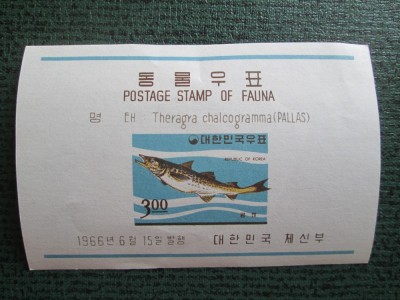 동물우표
POSTAGE STAMP OF FAUNA
명 태 Theragra chalcogramma (PALLAS)
대한민국우표
REPUBLIC OF KOREA
3.00
명 태
1966년 6월 15일 발행 대한민국 체신부